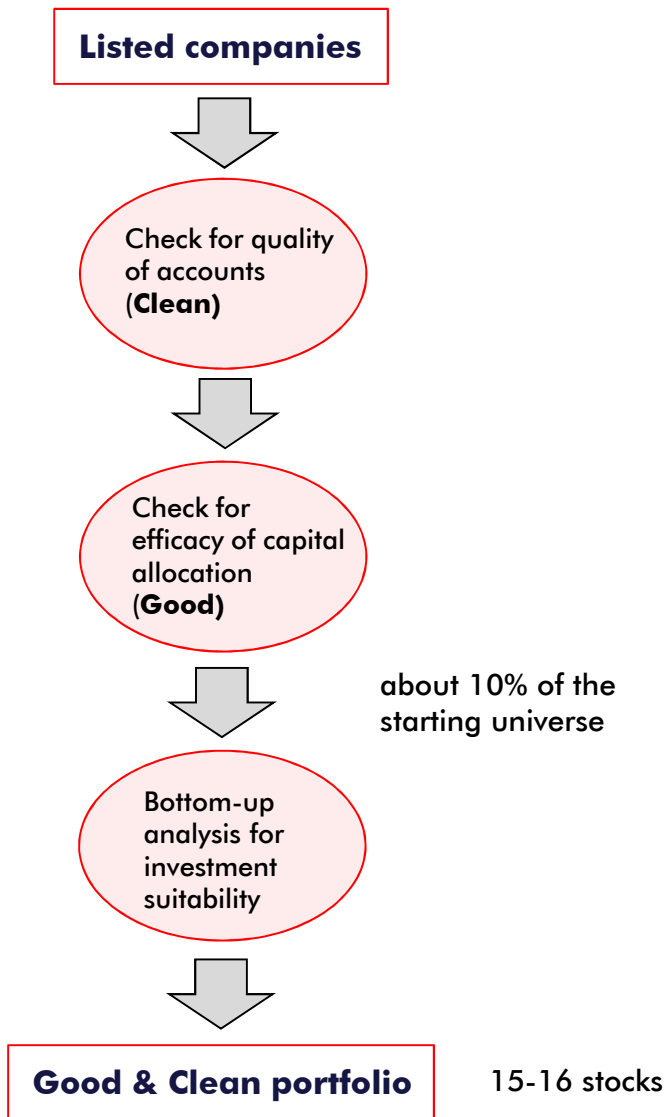 Listed companies
Check for quality
of accounts
(Clean)
Check for
efficacy of capital
allocation
(Good)
about 10% of the
starting universe
Bottom-up
analysis for
investment
suitability
Good & Clean portfolio
15-16 stocks